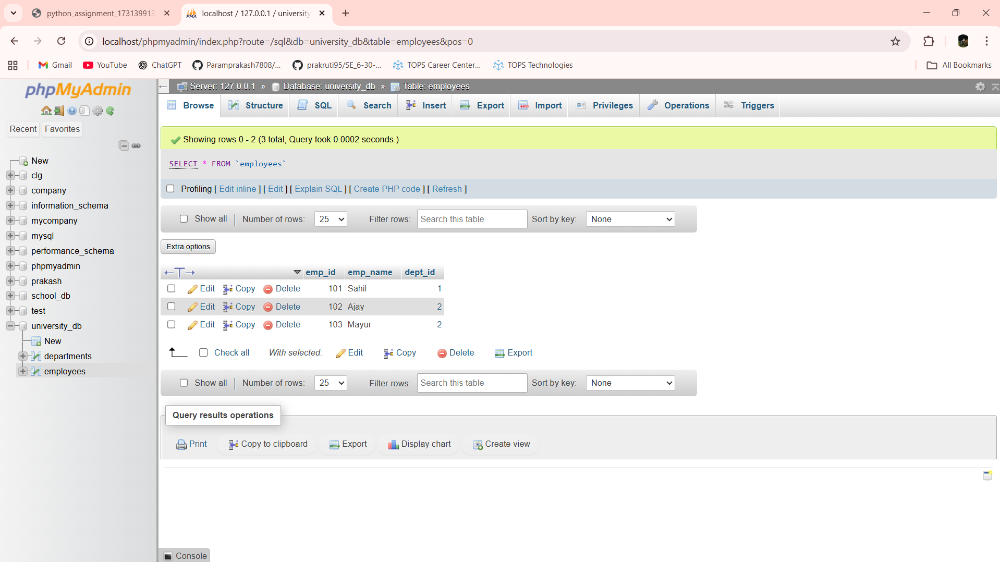 python_assignment_173139913
localhost / 127.0.0.1 / university
localhost/phpmyadmin/index.php?route=/sql&db=university_db&table=employees&pos=0
Gmail YouTube ChatGPT Paramprakash7808/... prakruti95/SE_6-30-... TOPS Career Center... TOPS Technologies All Bookmarks
phpMyAdmin
Recent Favorites
New
clg
company
information_schema
mycompany
mysql
performance_schema
phpmyadmin
prakash
school_db
test
university_db
New
departments
employees
Server: 127.0.0.1 » Database: university_db » Table: employees
Browse Structure SQL Search Insert Export Import Privileges Operations Triggers
Showing rows 0 - 2 (3 total, Query took 0.0002 seconds.)
SELECT * FROM `employees`
Profiling [ Edit inline ] [ Edit ] [ Explain SQL ] [ Create PHP code ] [ Refresh ]
Show all Number of rows: 25 Filter rows: Search this table Sort by key: None
Extra options
←T→ emp_id emp_name dept_id
Edit Copy Delete 101 Sahil 1
Edit Copy Delete 102 Ajay 2
Edit Copy Delete 103 Mayur 2
Check all With selected: Edit Copy Delete Export
Show all Number of rows: 25 Filter rows: Search this table Sort by key: None
Query results operations
Print Copy to clipboard Export Display chart Create view
Console